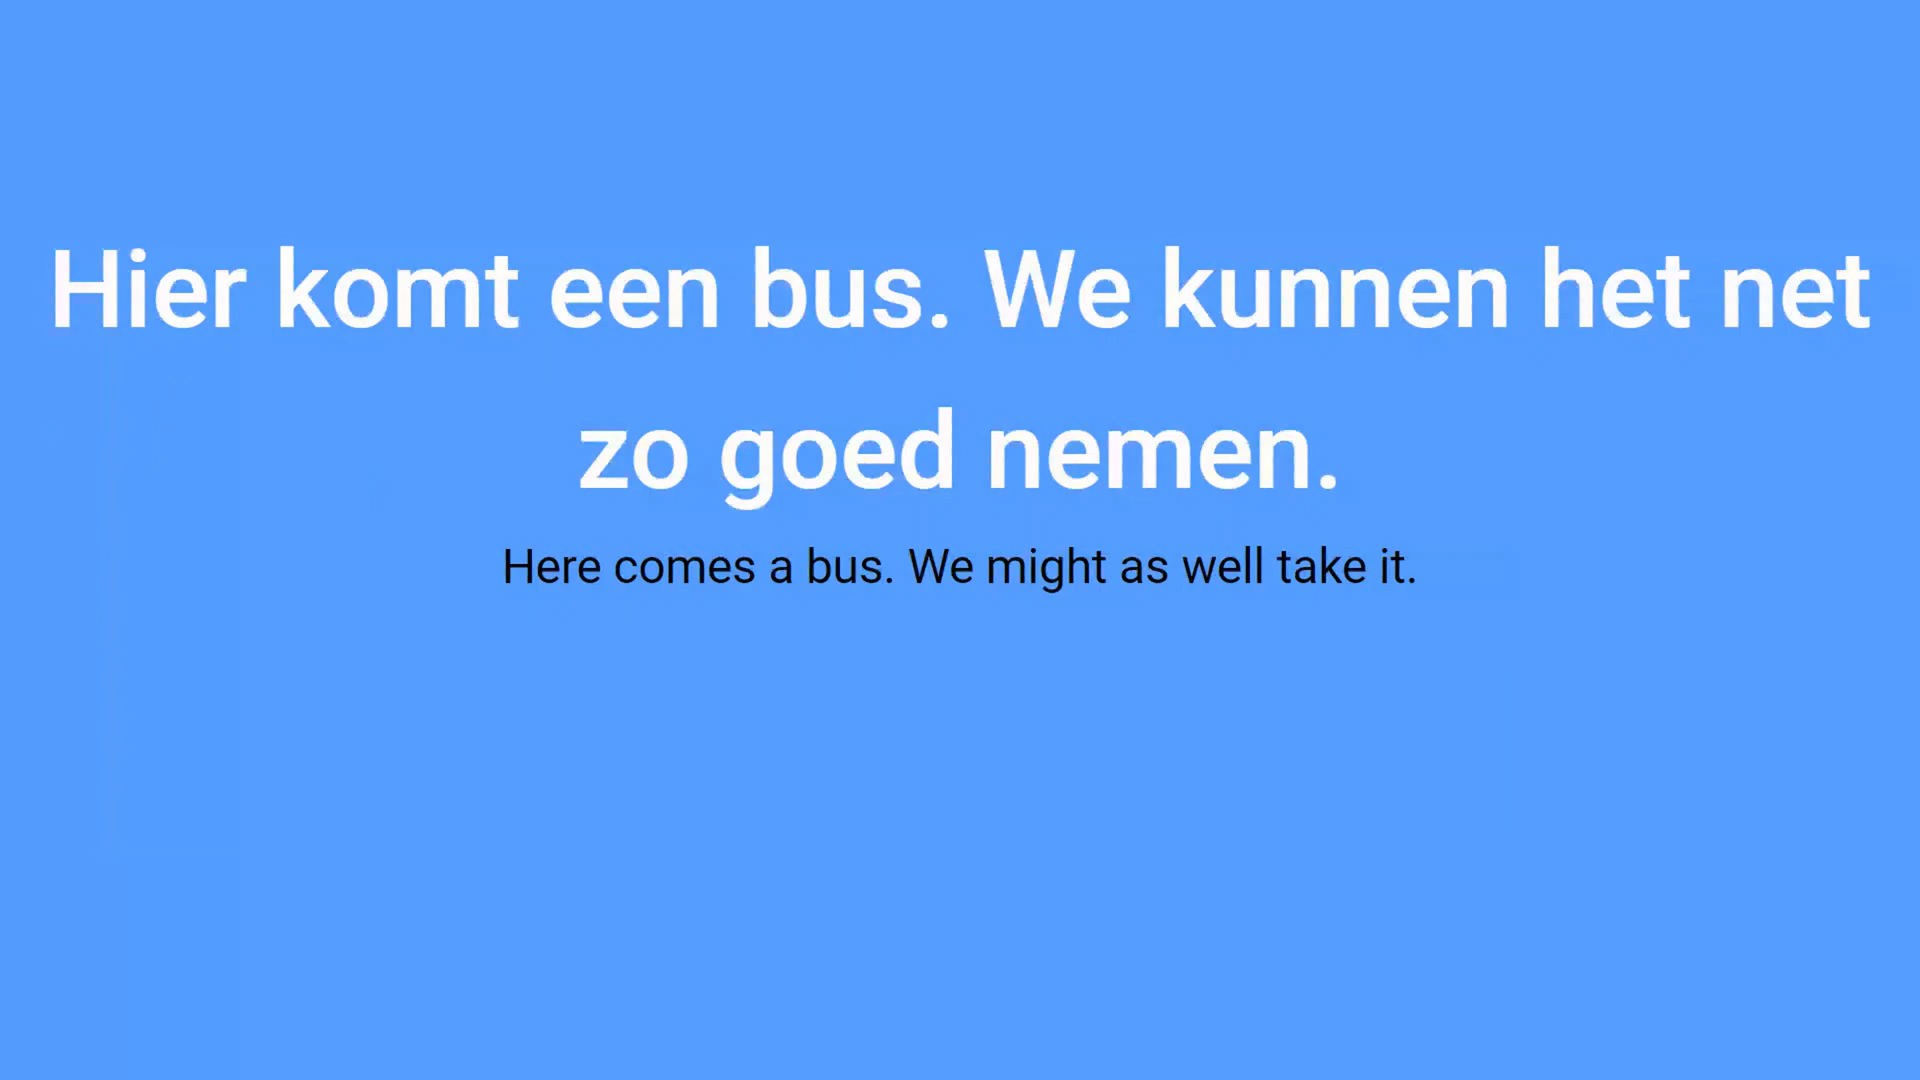 Hier komt een bus. We kunnen het net
zo goed nemen.
Here comes a bus. We might as well take it.